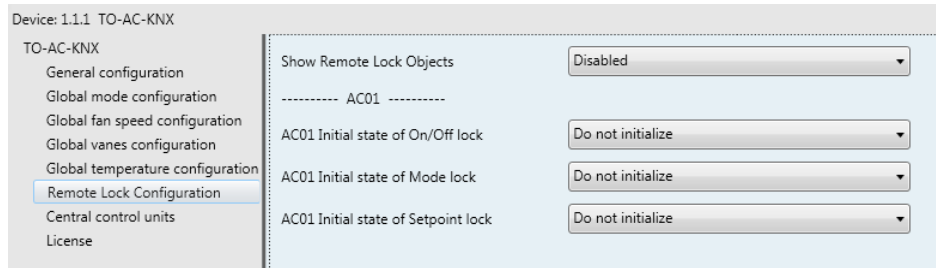 Device: 1.1.1 TO-AC-KNX
TO-AC-KNX
General configuration
Global mode configuration
Global fan speed configuration
Global vanes configuration
Global temperature configuration
Remote Lock Configuration
Central control units
License
Show Remote Lock Objects Disabled
---------- AC01 ----------
AC01 Initial state of On/Off lock Do not initialize
AC01 Initial state of Mode lock Do not initialize
AC01 Initial state of Setpoint lock Do not initialize